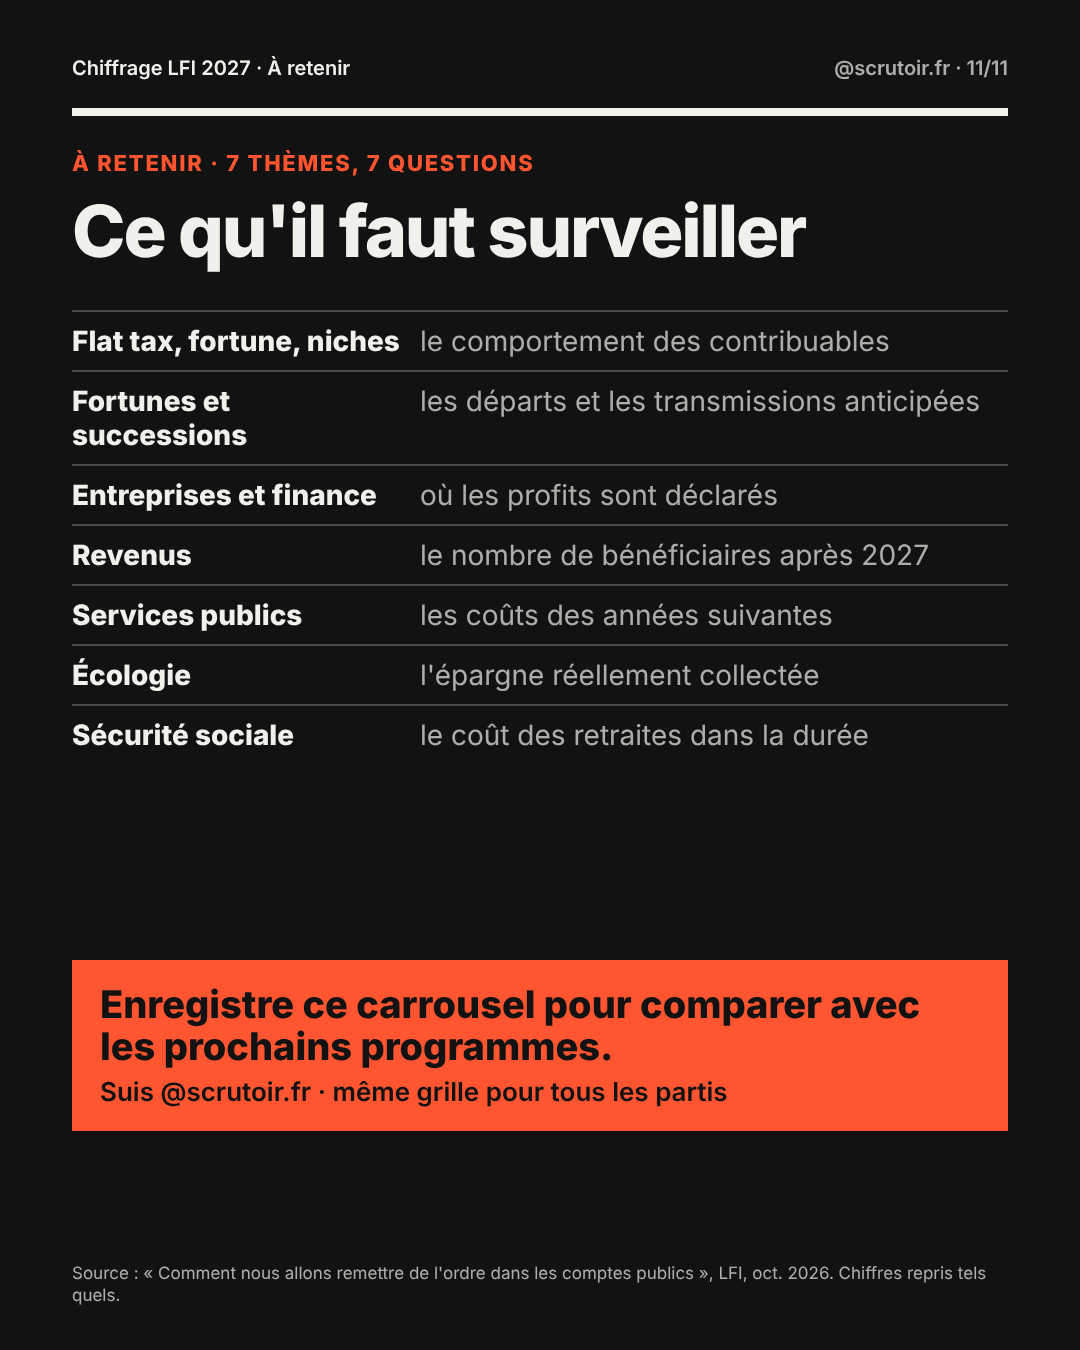 Chiffrage LFI 2027 · À retenir
@scrutoir.fr · 11/11
À RETENIR · 7 THÈMES, 7 QUESTIONS
Ce qu'il faut surveiller
Flat tax, fortune, niches le comportement des contribuables
Fortunes et les départs et les transmissions anticipées
successions
Entreprises et finance où les profits sont déclarés
Revenus le nombre de bénéficiaires après 2027
Services publics les coûts des années suivantes
Écologie l'épargne réellement collectée
Sécurité sociale le coût des retraites dans la durée
Enregistre ce carrousel pour comparer avec
les prochains programmes.
Suis @scrutoir.fr · même grille pour tous les partis
Source : « Comment nous allons remettre de l'ordre dans les comptes publics », LFI, oct. 2026. Chiffres repris tels
quels.